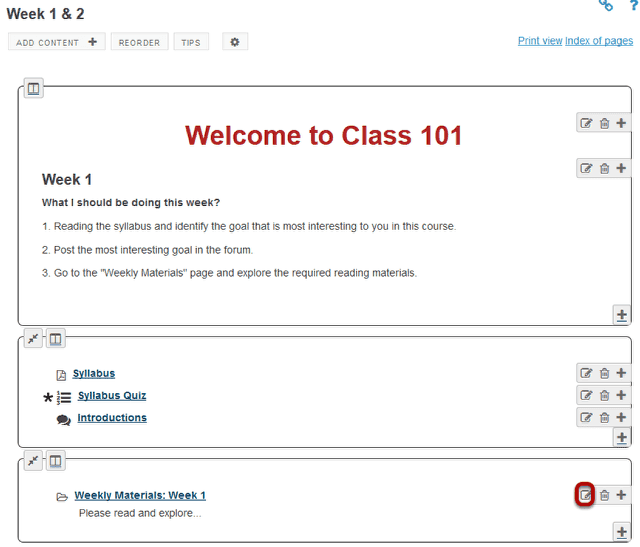 Week 1 & 2
?
ADD CONTENT + REORDER TIPS
Print view Index of pages
Welcome to Class 101
Week 1
What I should be doing this week?
1. Reading the syllabus and identify the goal that is most interesting to you in this course.
2. Post the most interesting goal in the forum.
3. Go to the "Weekly Materials" page and explore the required reading materials.
Syllabus
* Syllabus Quiz
Introductions
Weekly Materials: Week 1
Please read and explore...